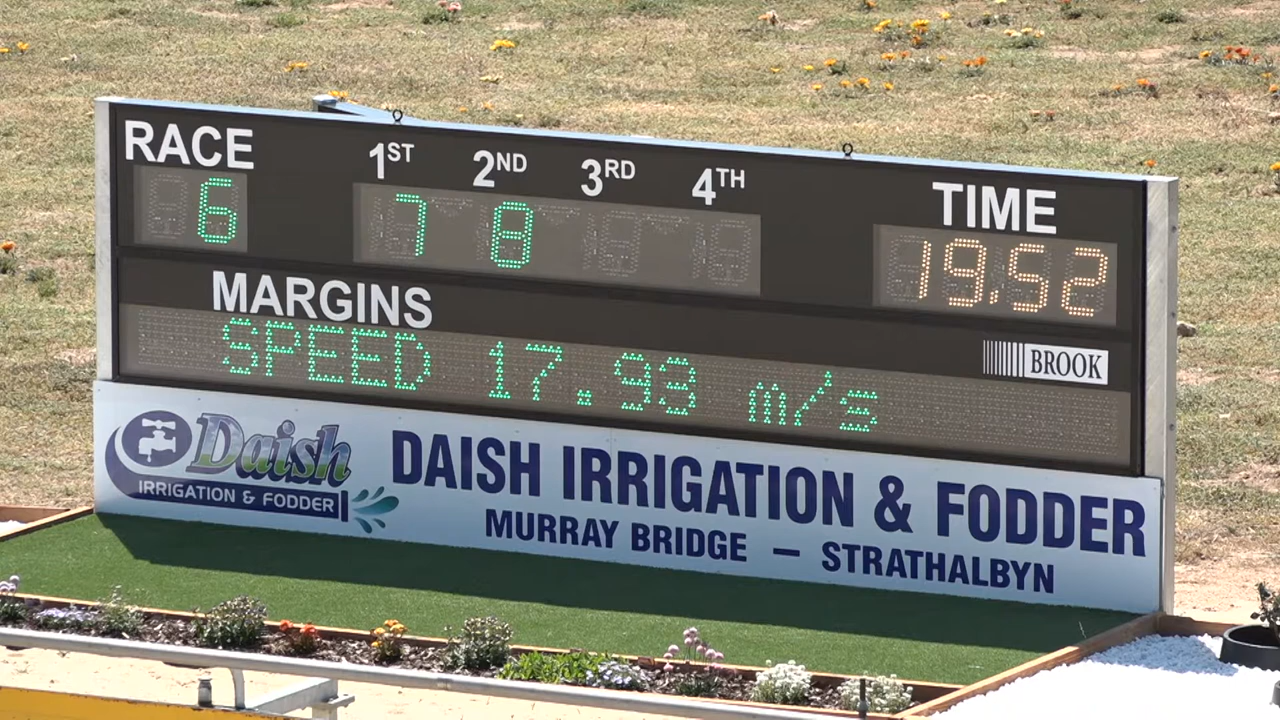 RACE 1ST 2ND 3RD 4TH TIME
6 7 8 19.52
MARGINS
SPEED 17.93 m/s
BROOK
Daish
IRRIGATION & FODDER
DAISH IRRIGATION & FODDER
MURRAY BRIDGE — STRATHALBYN